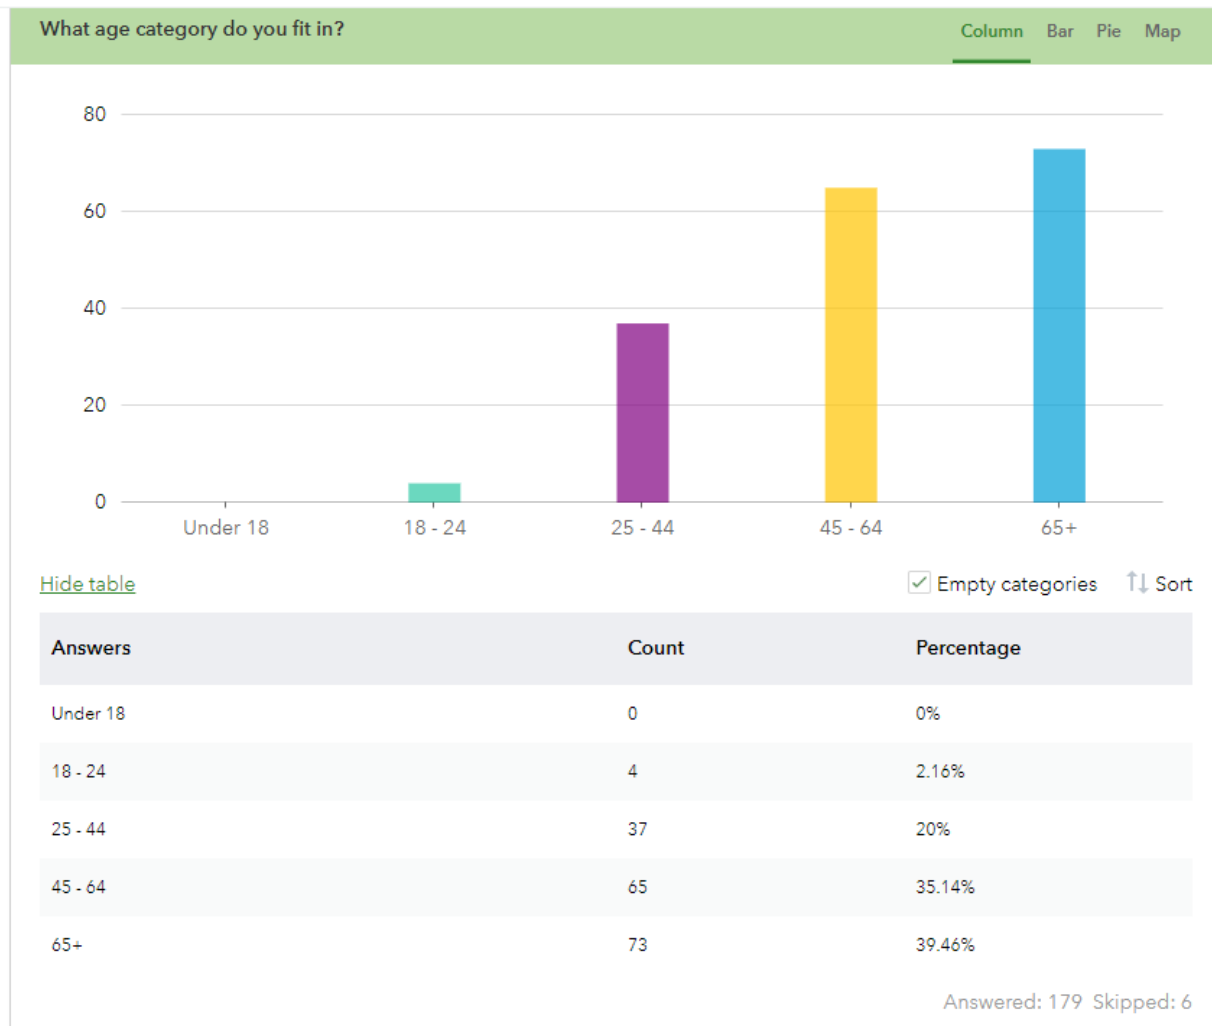 What age category do you fit in? Column Bar Pie Map
80
60
40
20
0
Under 18 18 - 24 25 - 44 45 - 64 65+
Hide table Empty categories Sort
Answers Count Percentage
Under 18 0 0%
18 - 24 4 2.16%
25 - 44 37 20%
45 - 64 65 35.14%
65+ 73 39.46%
Answered: 179 Skipped: 6